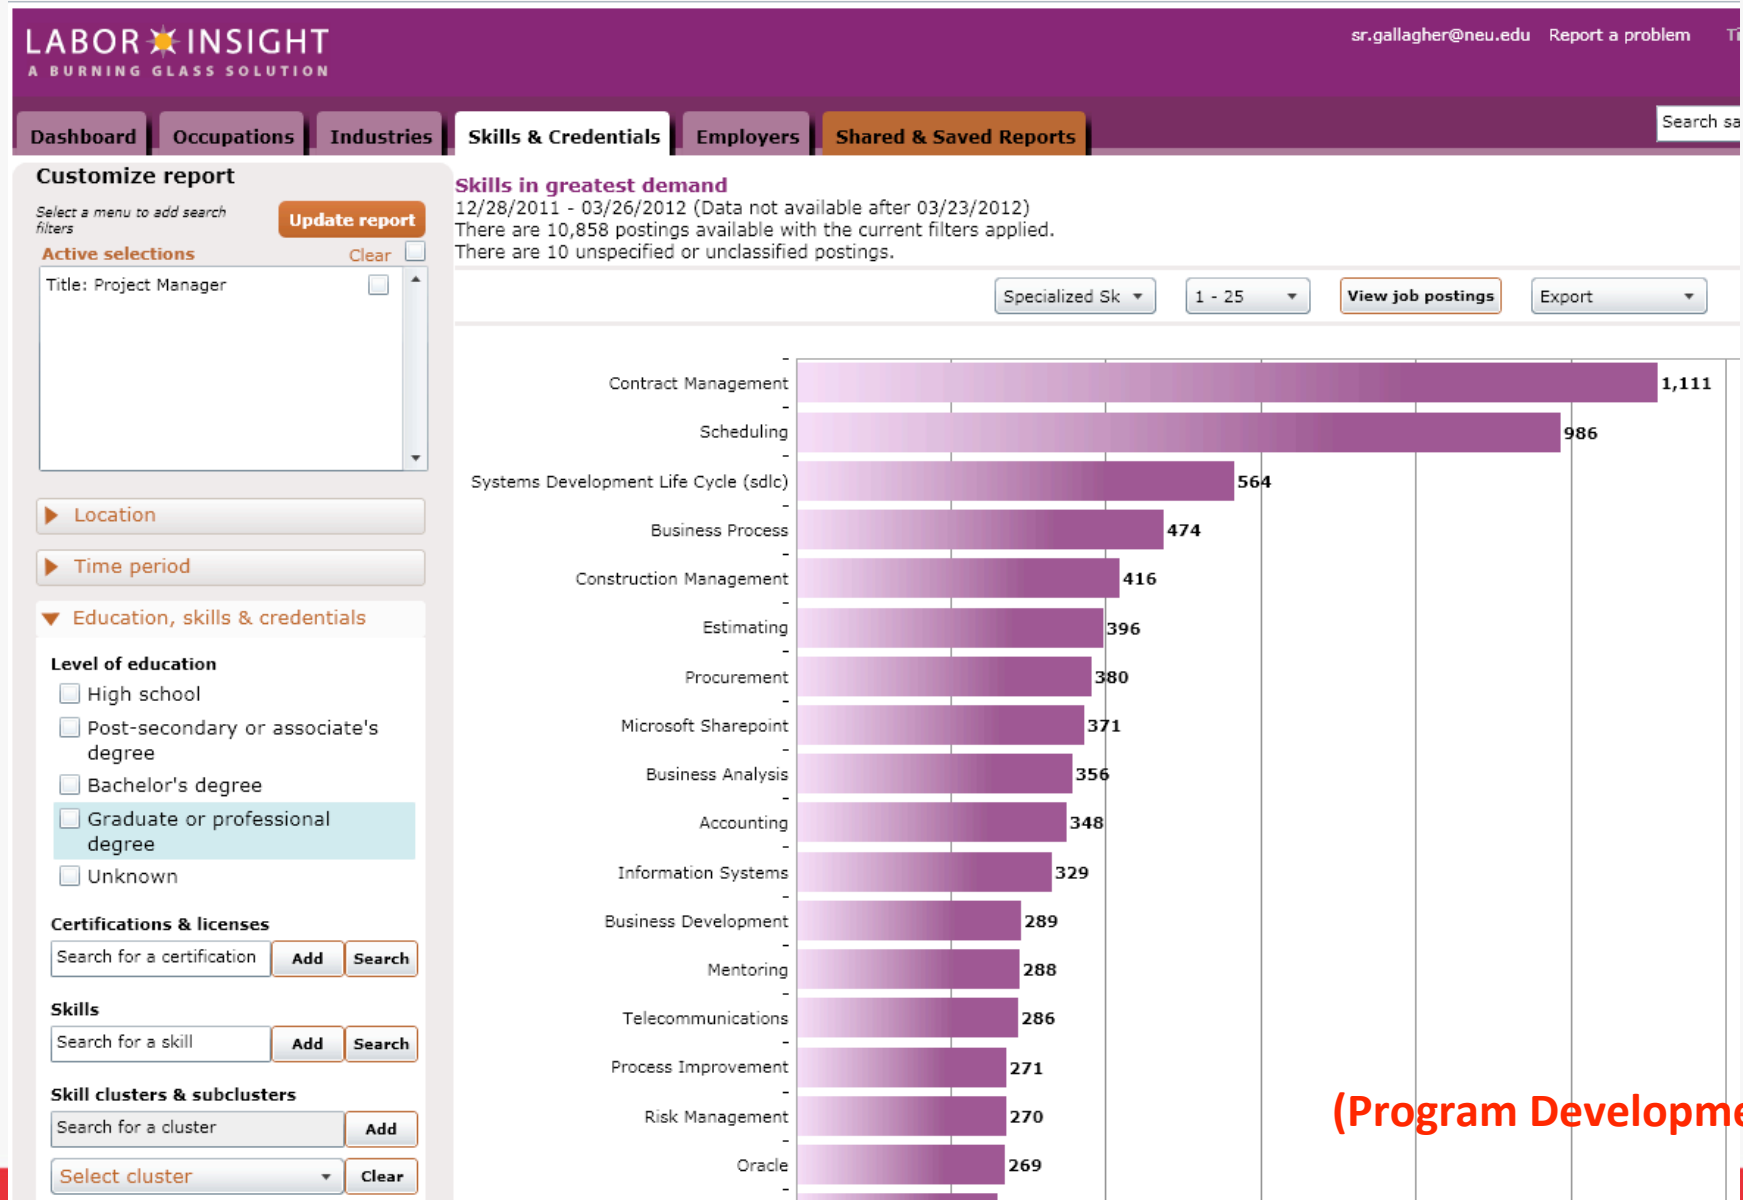 LABOR INSIGHT
A BURNING GLASS SOLUTION
sr.gallagher@neu.edu Report a problem
Dashboard Occupations Industries Skills & Credentials Employers Shared & Saved Reports
Search sa
Customize report
Select a menu to add search
filters
Update report
Active selections Clear
Title: Project Manager
Location
Time period
Education, skills & credentials
Level of education
High school
Post-secondary or associate's
degree
Bachelor's degree
Graduate or professional
degree
Unknown
Certifications & licenses
Search for a certification Add Search
Skills
Search for a skill Add Search
Skill clusters & subclusters
Search for a cluster Add
Select cluster Clear
Skills in greatest demand
12/28/2011 - 03/26/2012 (Data not available after 03/23/2012)
There are 10,858 postings available with the current filters applied.
There are 10 unspecified or unclassified postings.
Specialized Sk 1 - 25 View job postings Export
Contract Management 1,111
Scheduling 986
Systems Development Life Cycle (sdlc) 564
Business Process 474
Construction Management 416
Estimating 396
Procurement 380
Microsoft Sharepoint 371
Business Analysis 356
Accounting 348
Information Systems 329
Business Development 289
Mentoring 288
Telecommunications 286
Process Improvement 271
Risk Management 270
Oracle 269
(Program Developme